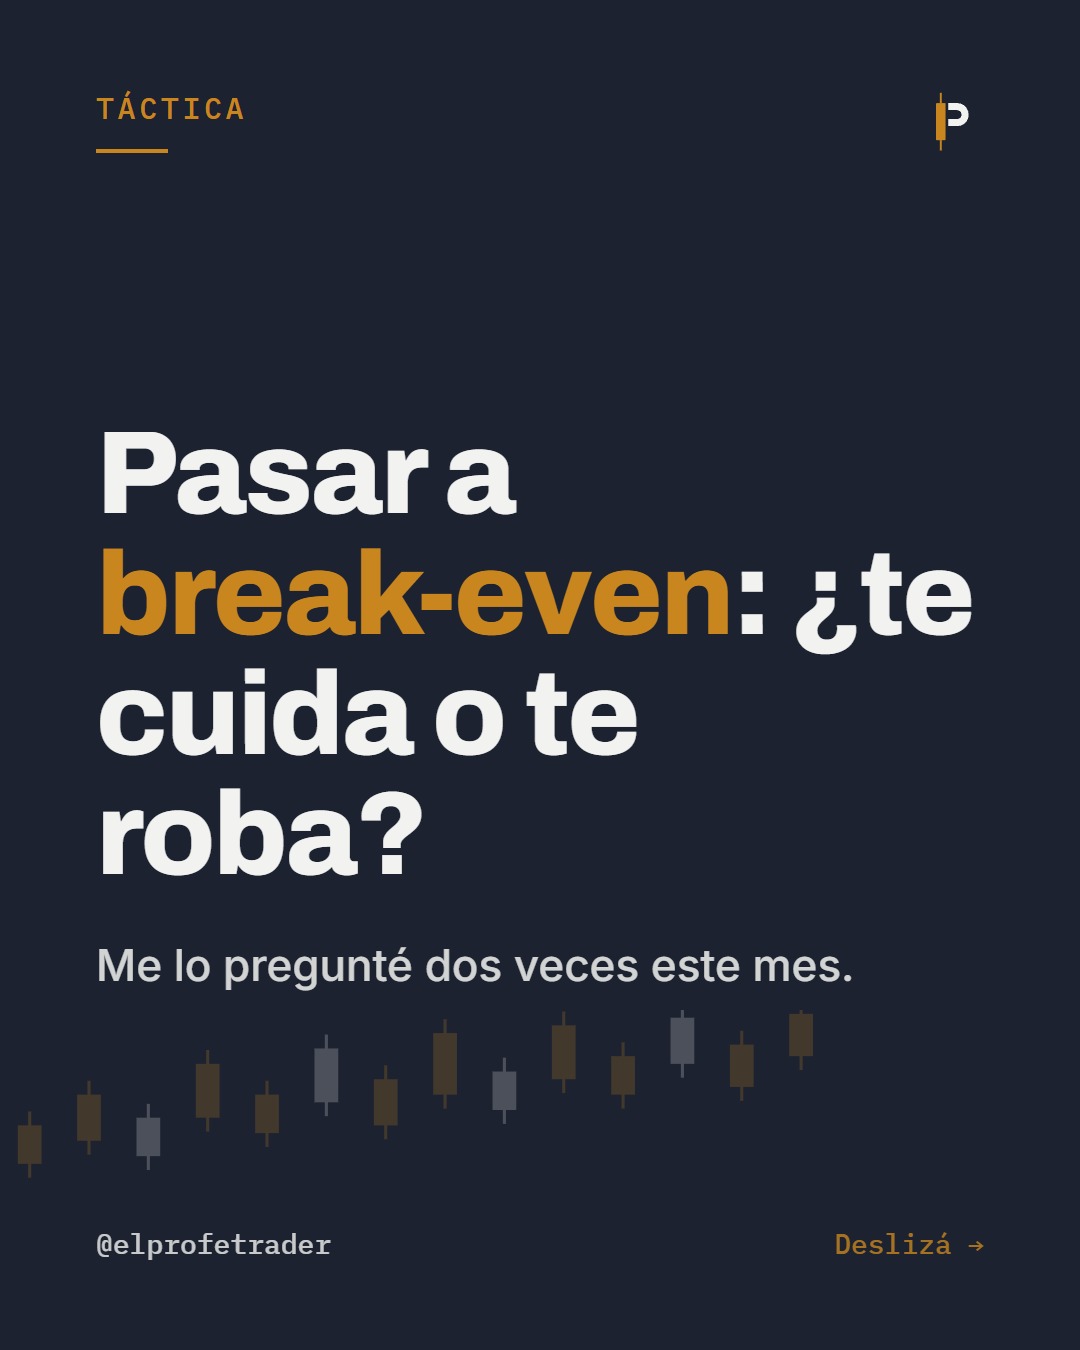 TÁCTICA
Pasar a
break-even: ¿te
cuida o te
roba?
Me lo pregunté dos veces este mes.
@elprofetrader
Deslizá →